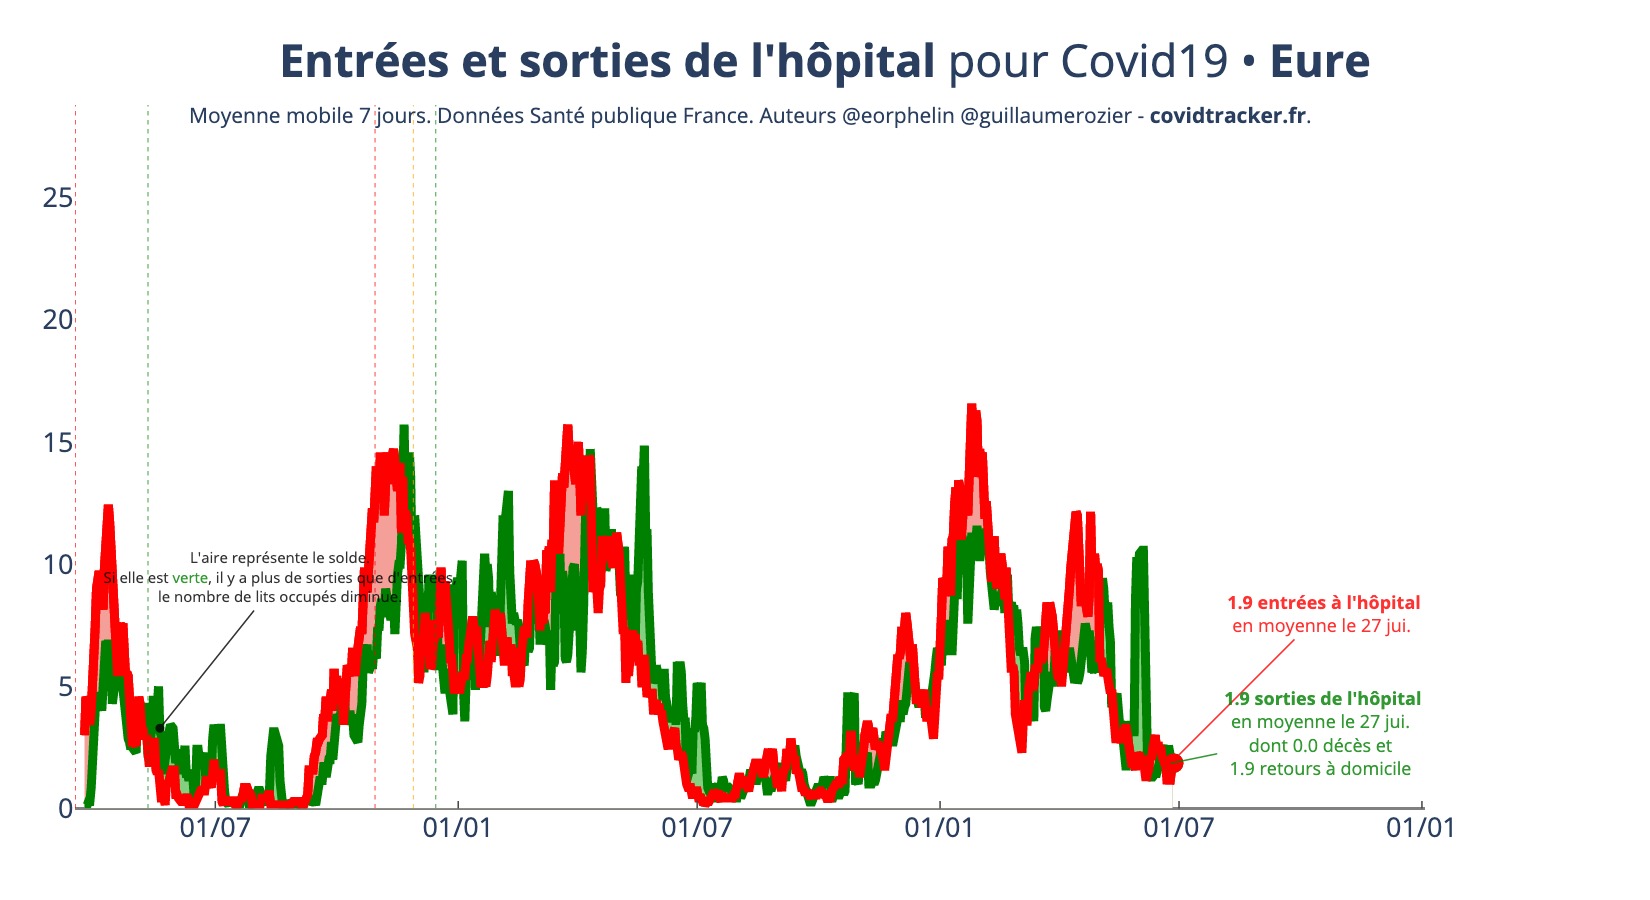 Entrées et sorties de l'hôpital pour Covid19 • Eure
Moyenne mobile 7 jours. Données Santé publique France. Auteurs @eorphelin @guillaumerozier - covidtracker.fr.
25
20
15
10
5
0
L'aire représente le solde.
Si elle est verte, il y a plus de sorties que d'entrées,
le nombre de lits occupés diminue.
1.9 entrées à l'hôpital
en moyenne le 27 jui.
1.9 sorties de l'hôpital
en moyenne le 27 jui.
dont 0.0 décès et
1.9 retours à domicile
01/07
01/01
01/07
01/01
01/07
01/01